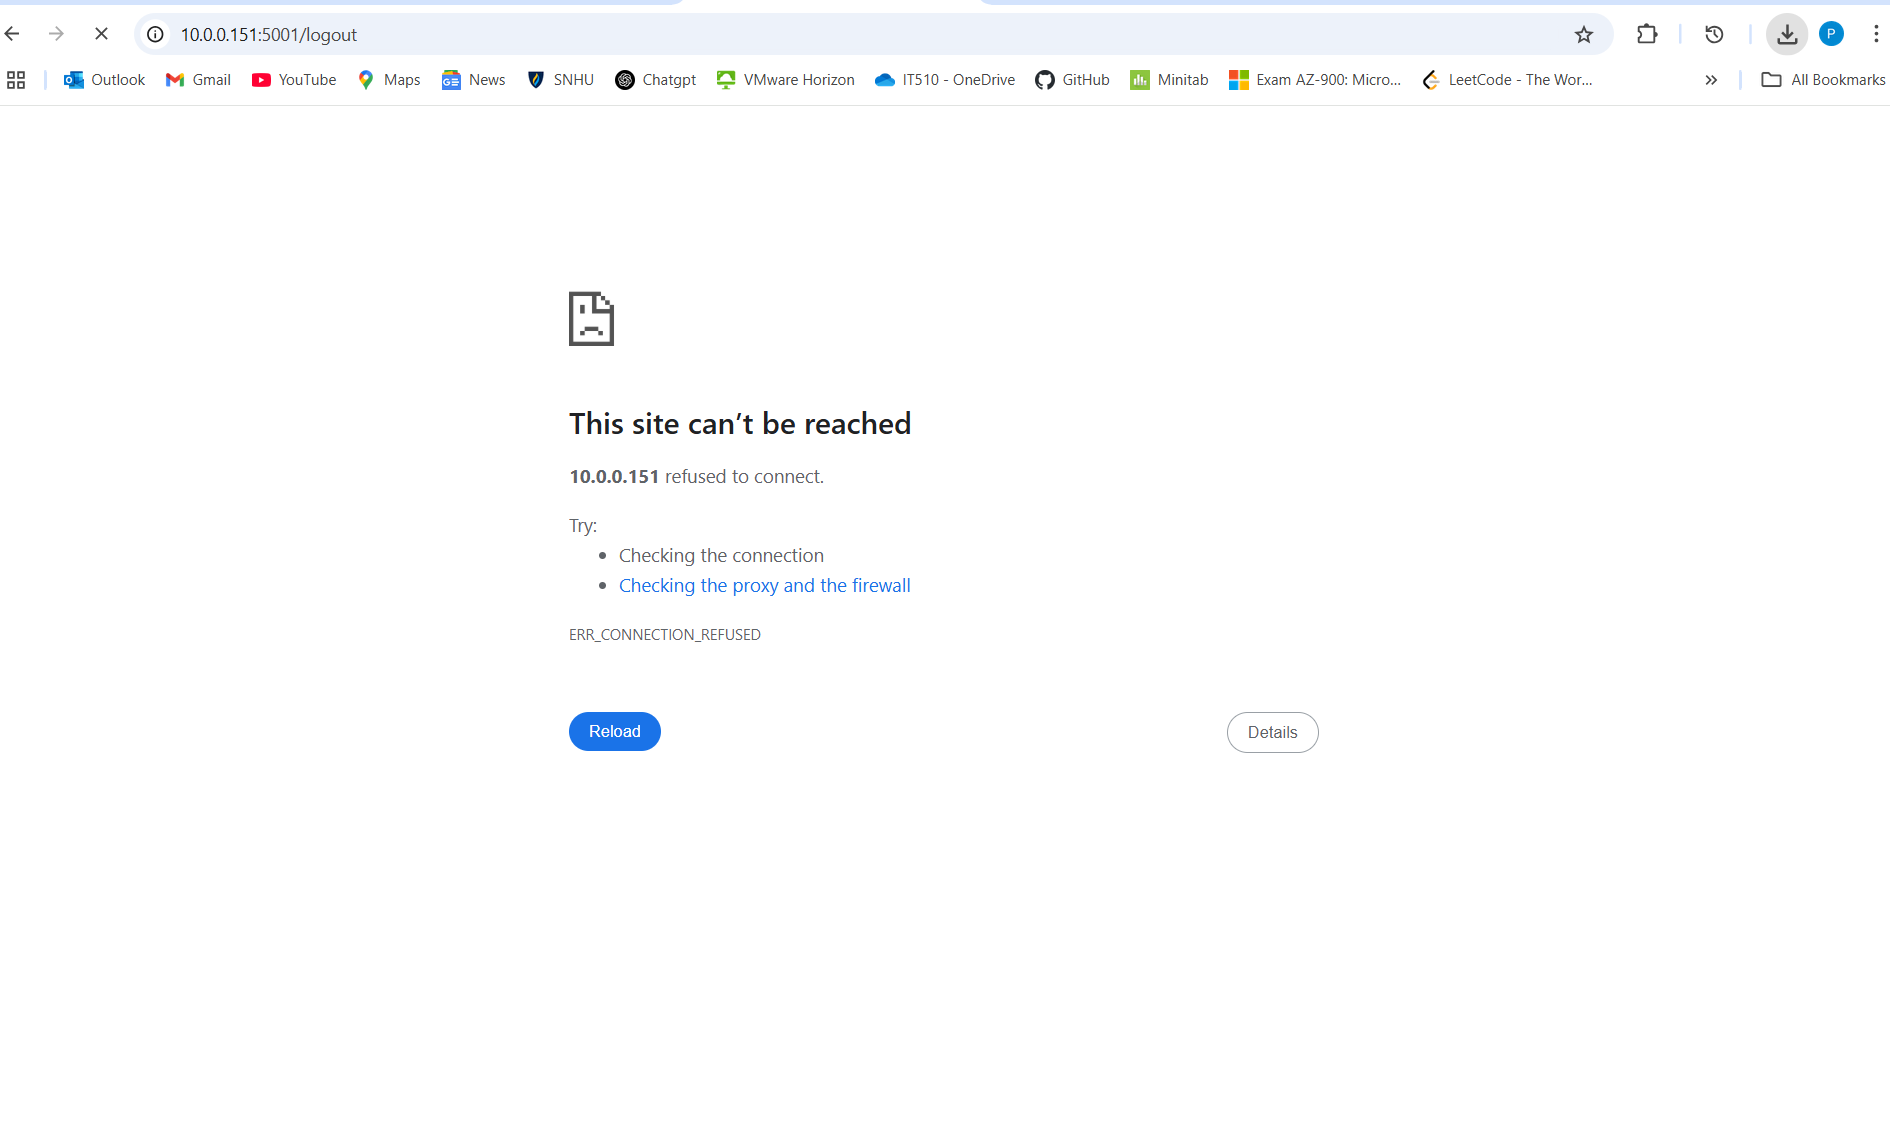 10.0.0.151:5001/logout
P
Outlook
Gmail
YouTube
Maps
News
SNHU
Chatgpt
VMware Horizon
IT510 - OneDrive
GitHub
Minitab
Exam AZ-900: Micro...
LeetCode - The Wor...
All Bookmarks
This site can’t be reached
10.0.0.151 refused to connect.
Try:
Checking the connection
Checking the proxy and the firewall
ERR_CONNECTION_REFUSED
Reload
Details